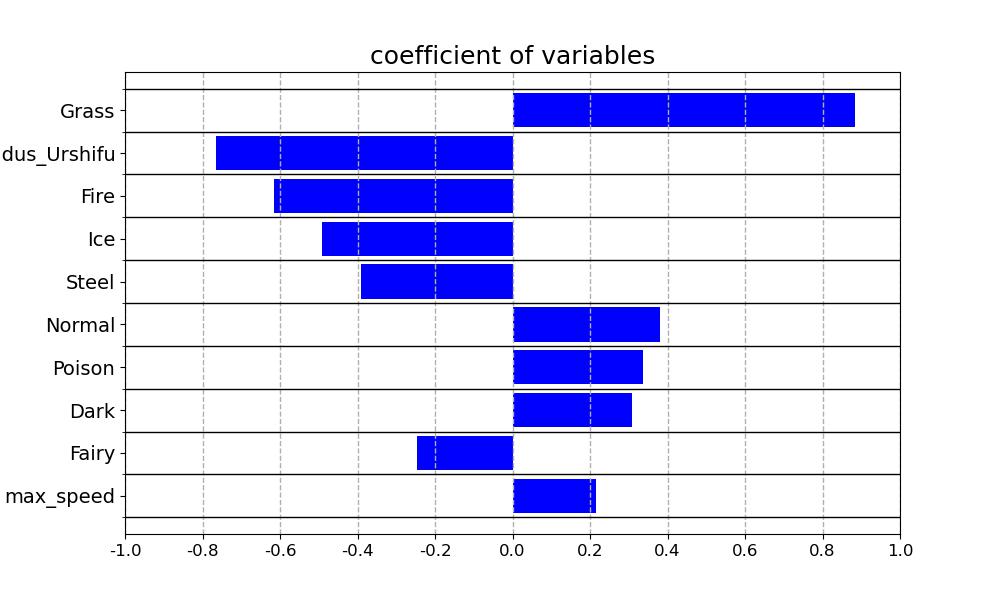 coefficient of variables
Grass
dus_Urshifu
Fire
Ice
Steel
Normal
Poison
Dark
Fairy
max_speed
-1.0 -0.8 -0.6 -0.4 -0.2 0.0 0.2 0.4 0.6 0.8 1.0